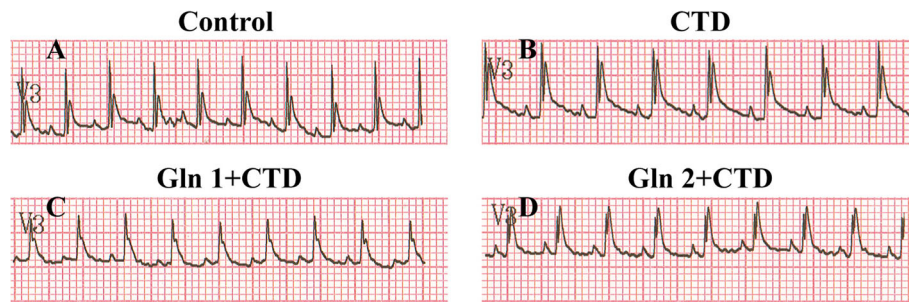 Control
CTD
A
V3
B
V3
Gln 1+CTD
Gln 2+CTD
C
V3
D
V3